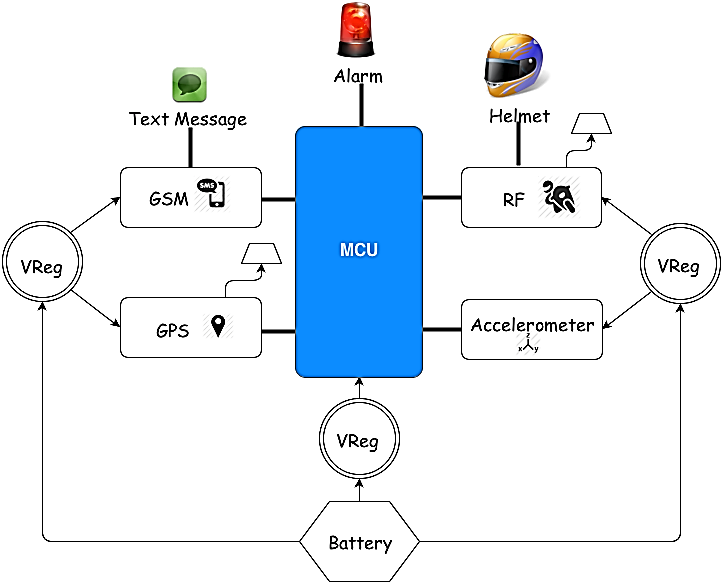 Alarm
Text Message
Helmet
GSM
SMS
RF
MCU
VReg
VReg
GPS
Accelerometer
z
x y
VReg
Battery